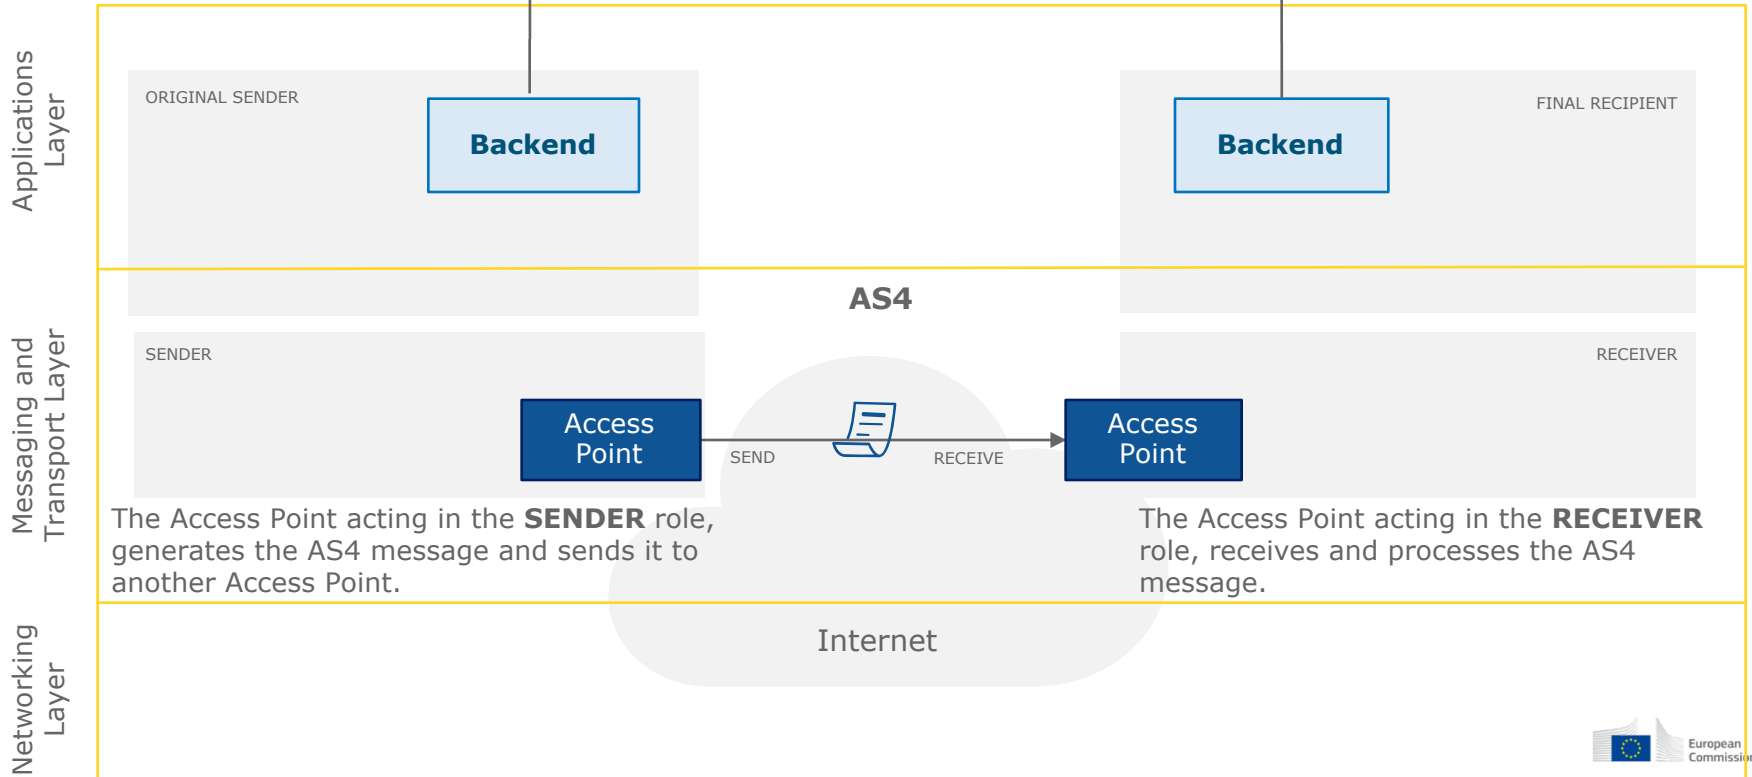 Applications
Layer
ORIGINAL SENDER
Backend
Backend
FINAL RECIPIENT
AS4
Messaging and
Transport Layer
SENDER
RECEIVER
Access
Point
SEND
RECEIVE
Access
Point
The Access Point acting in the SENDER role,
generates the AS4 message and sends it to
another Access Point.
The Access Point acting in the RECEIVER
role, receives and processes the AS4
message.
Networking
Layer
Internet
European
Commission